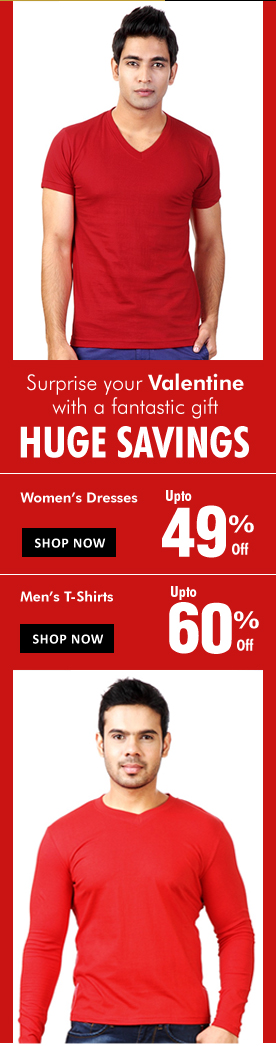 Surprise your Valentine
with a fantastic gift
HUGE SAVINGS
Women's Dresses
SHOP NOW
Upto
49%
Off
Men's T-Shirts
SHOP NOW
Upto
60%
Off